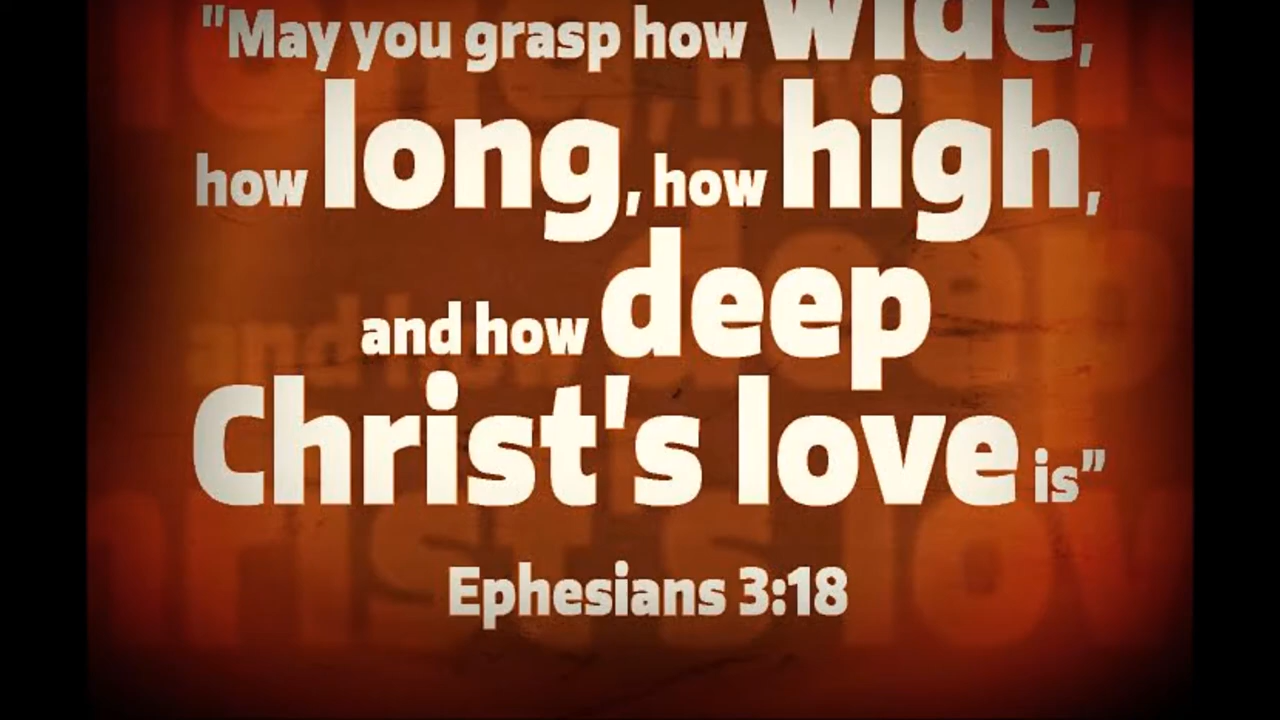 "May you grasp how wide,
how long, how high,
and how deep
Christ's love is”
Ephesians 3:18